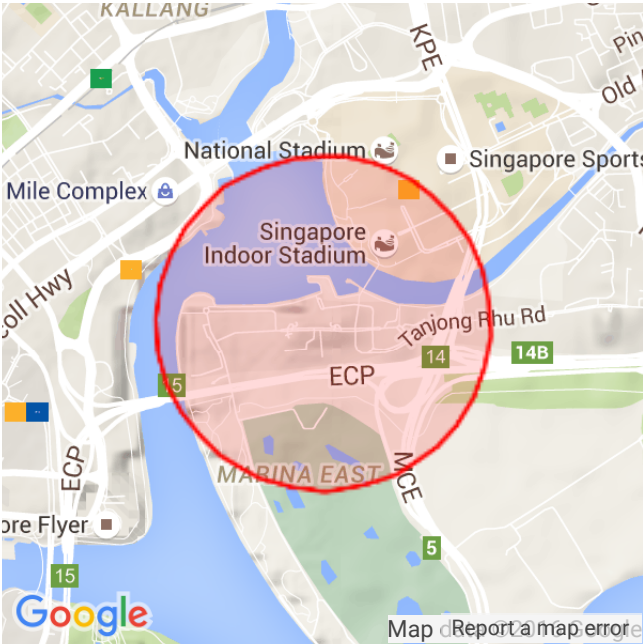 KALLANG
KPE
Pin
Old
National Stadium
Singapore Sports
Mile Complex
Singapore
Indoor Stadium
oll Hwy
Tanjong Rhu Rd
14
14B
15
ECP
MARINA EAST
MCE
ECP
ore Flyer
5
15
Google
Map
Report a map error